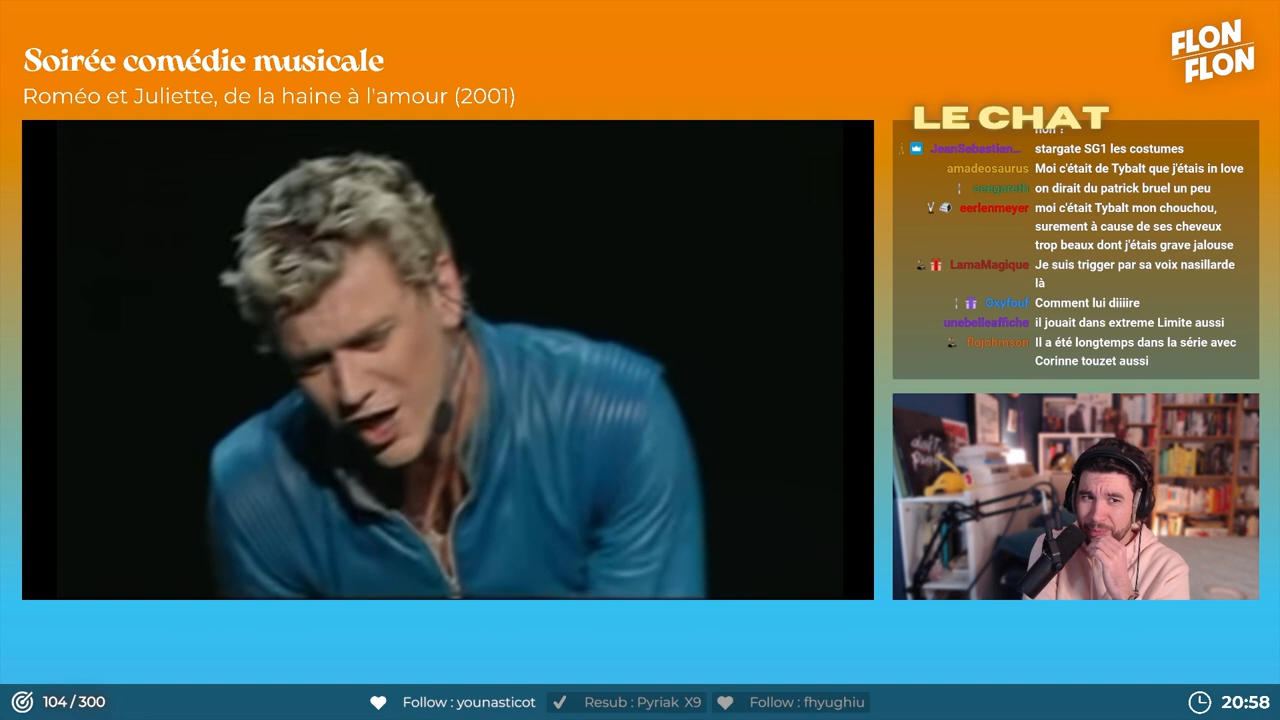 Soirée comédie musicale
Roméo et Juliette, de la haine à l'amour (2001)
FLON
FLON
LE CHAT
non ?
JeanSebastien... stargate SG1 les costumes
amadeosaurus Moi c'était de Tybalt que j'étais in love
on dirait du patrick bruel un peu
eerlenmeyer moi c'était Tybalt mon chouchou,
surement à cause de ses cheveux
trop beaux dont j'étais grave jalouse
LamaMagique Je suis trigger par sa voix nasillarde
là
Oxyfouf Comment lui diiiire
unebelleaffiche il jouait dans extreme Limite aussi
flojohnson Il a été longtemps dans la série avec
Corinne touzet aussi
104 / 300
Follow : younasticot
Resub : Pyriak X9
Follow : fhyughiu
20:58